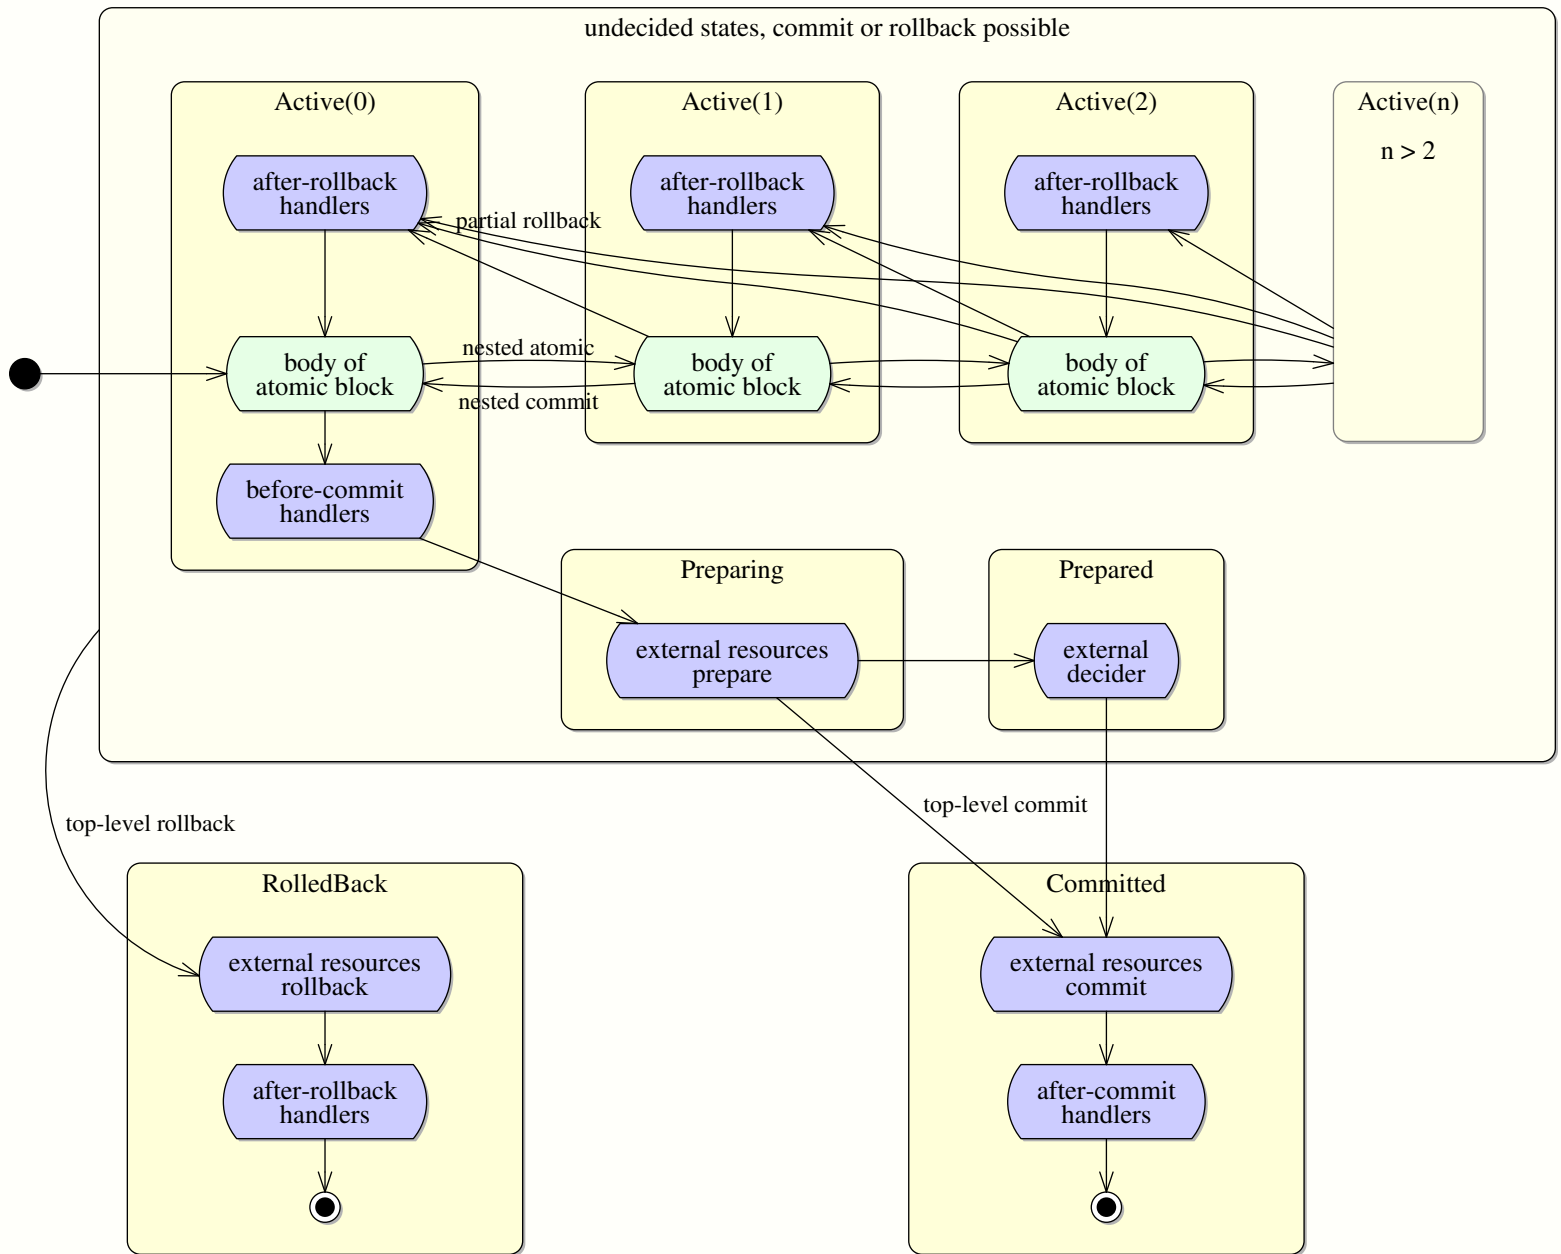 undecided states, commit or rollback possible
Active(0)
Active(1)
Active(2)
Active(n)
n > 2
after-rollback
handlers
after-rollback
handlers
after-rollback
handlers
partial rollback
body of
atomic block
nested atomic
nested commit
body of
atomic block
body of
atomic block
before-commit
handlers
Preparing
Prepared
external resources
prepare
external
decider
top-level commit
top-level rollback
RolledBack
Committed
external resources
rollback
external resources
commit
after-rollback
handlers
after-commit
handlers